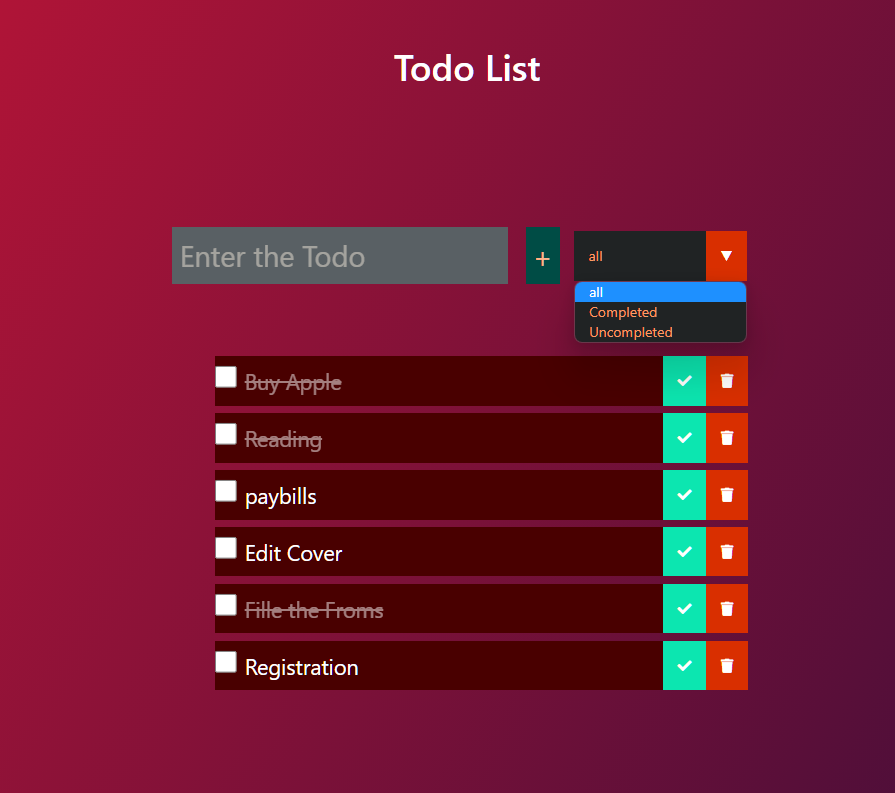 Todo List
Enter the Todo
+
all
all
Completed
Uncompleted
Buy Apple
Reading
paybills
Edit Cover
Fille the Froms
Registration